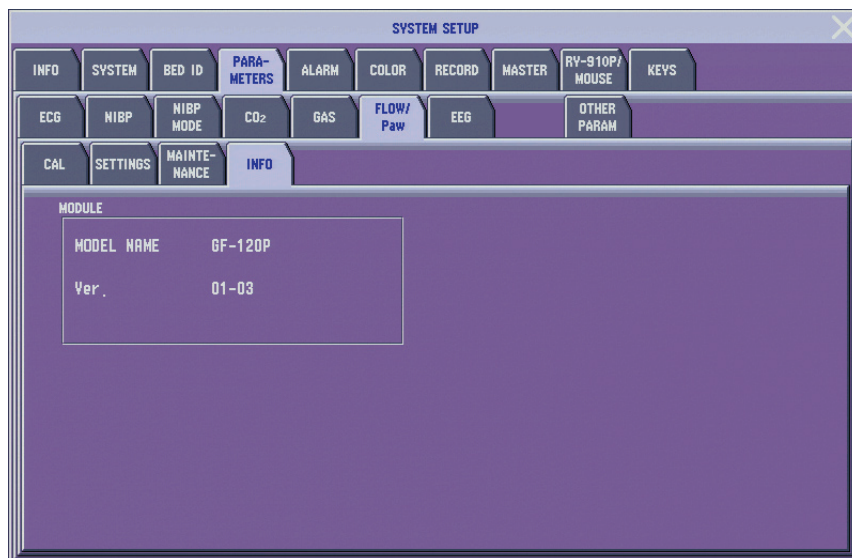 SYSTEM SETUP
INFO SYSTEM BED ID PARA-METERS ALARM COLOR RECORD MASTER RY-910P/MOUSE KEYS
ECG NIBP NIBP MODE CO₂ GAS FLOW/Paw EEG OTHER PARAM
CAL SETTINGS MAINTE-NANCE INFO
MODULE
MODEL NAME GF-120P
Ver. 01-03